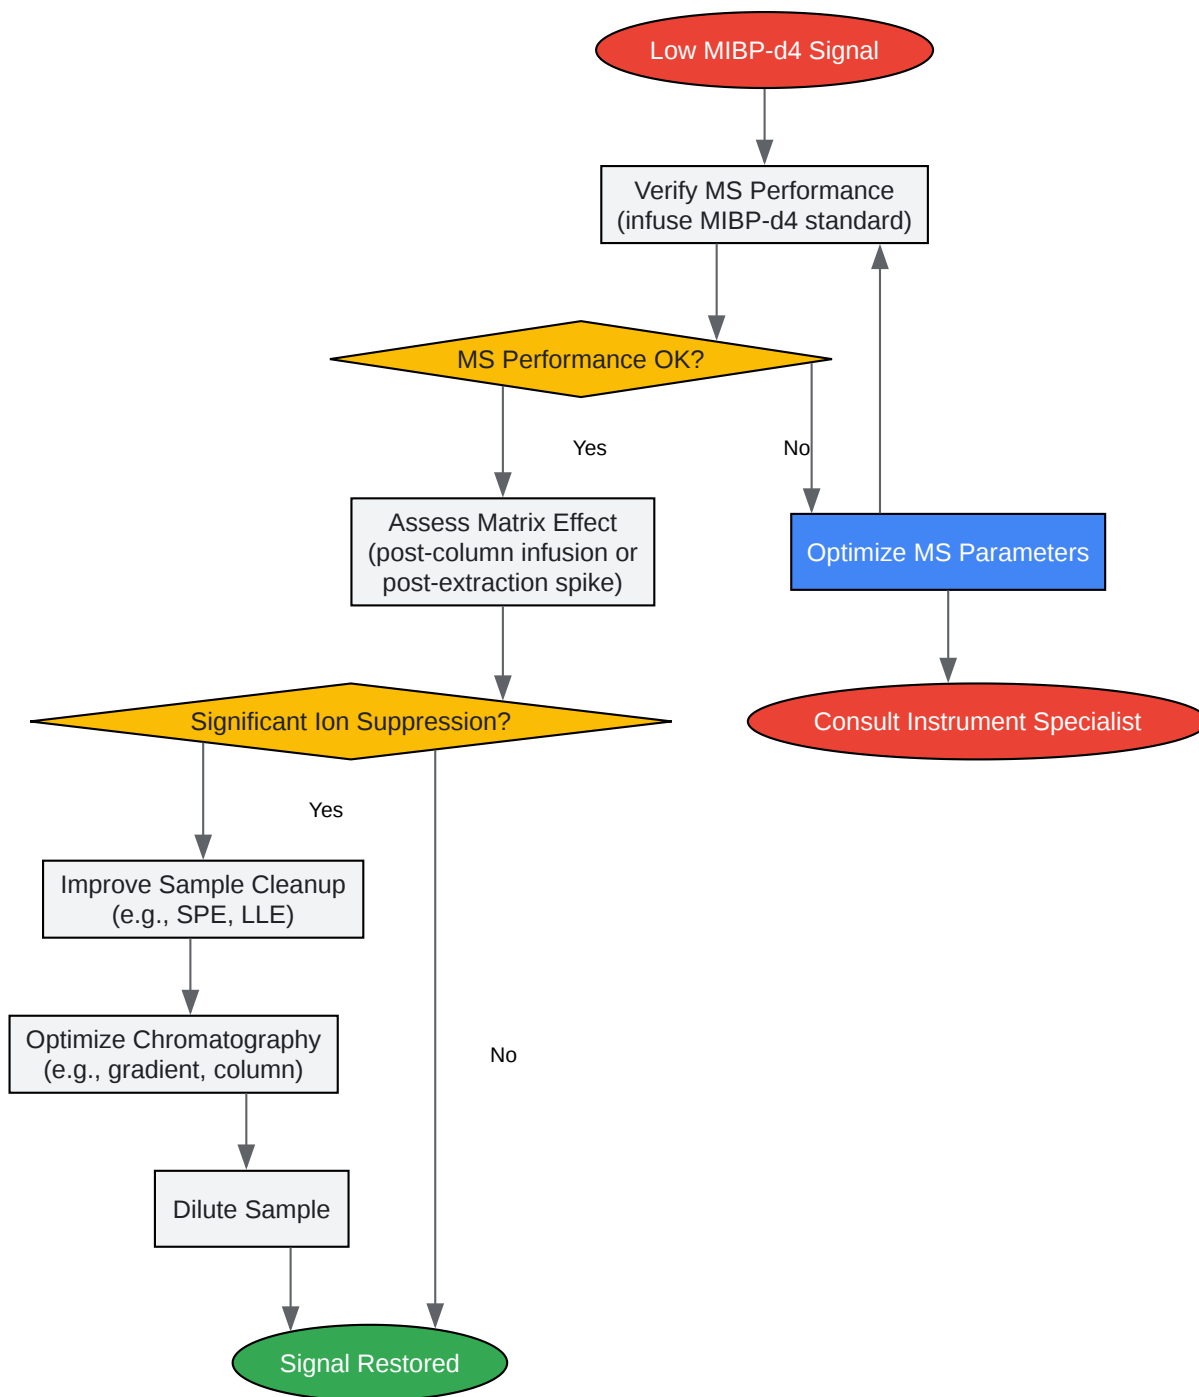 Low MIBP-d4 Signal
Verify MS Performance
(infuse MIBP-d4 standard)
MS Performance OK?
Yes
No
Assess Matrix Effect
(post-column infusion or
post-extraction spike)
Optimize MS Parameters
Significant Ion Suppression?
Consult Instrument Specialist
Yes
Improve Sample Cleanup
(e.g., SPE, LLE)
Optimize Chromatography
(e.g., gradient, column)
No
Dilute Sample
Signal Restored